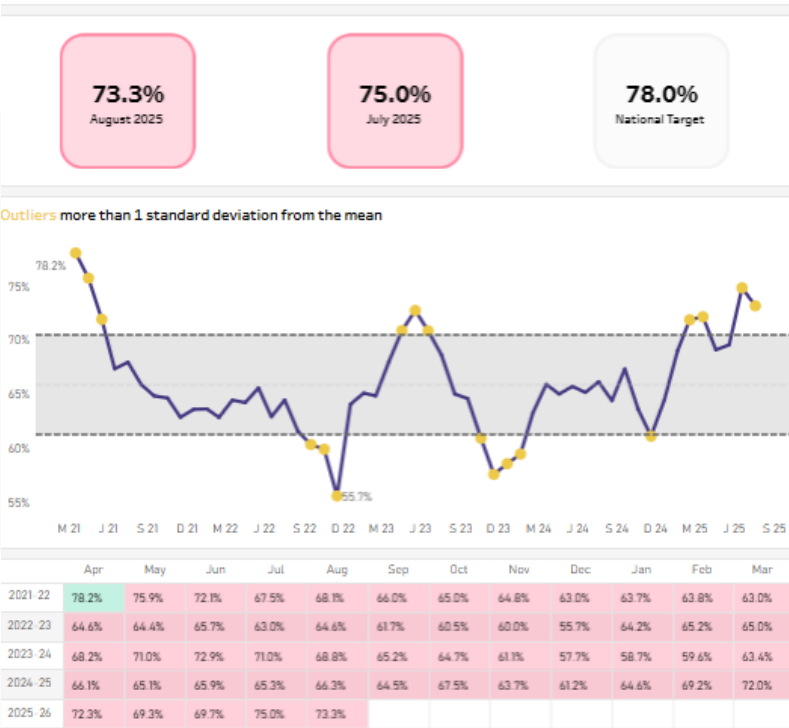 73.3%
August 2025
75.0%
July 2025
78.0%
National Target
Outliers more than 1 standard deviation from the mean
78.2%
75%
70%
65%
60%
55.7%
55%
M 21 J 21 S 21 D 21 M 22 J 22 S 22 D 22 M 23 J 23 S 23 D 23 M 24 J 24 S 24 D 24 M 25 J 25 S 25
Apr May Jun Jul Aug Sep Oct Nov Dec Jan Feb Mar
2021-22 78.2% 75.9% 72.1% 67.5% 68.1% 66.0% 65.0% 64.8% 63.0% 63.7% 63.8% 63.0%
2022-23 64.6% 64.4% 65.7% 63.0% 64.6% 61.7% 60.5% 60.0% 55.7% 64.2% 65.2% 65.0%
2023-24 68.2% 71.0% 72.9% 71.0% 68.8% 65.2% 64.7% 61.1% 57.7% 58.7% 59.6% 63.4%
2024-25 66.1% 65.1% 65.9% 65.3% 66.3% 64.5% 67.5% 63.7% 61.2% 64.6% 69.2% 72.0%
2025-26 72.3% 69.3% 69.7% 75.0% 73.3%